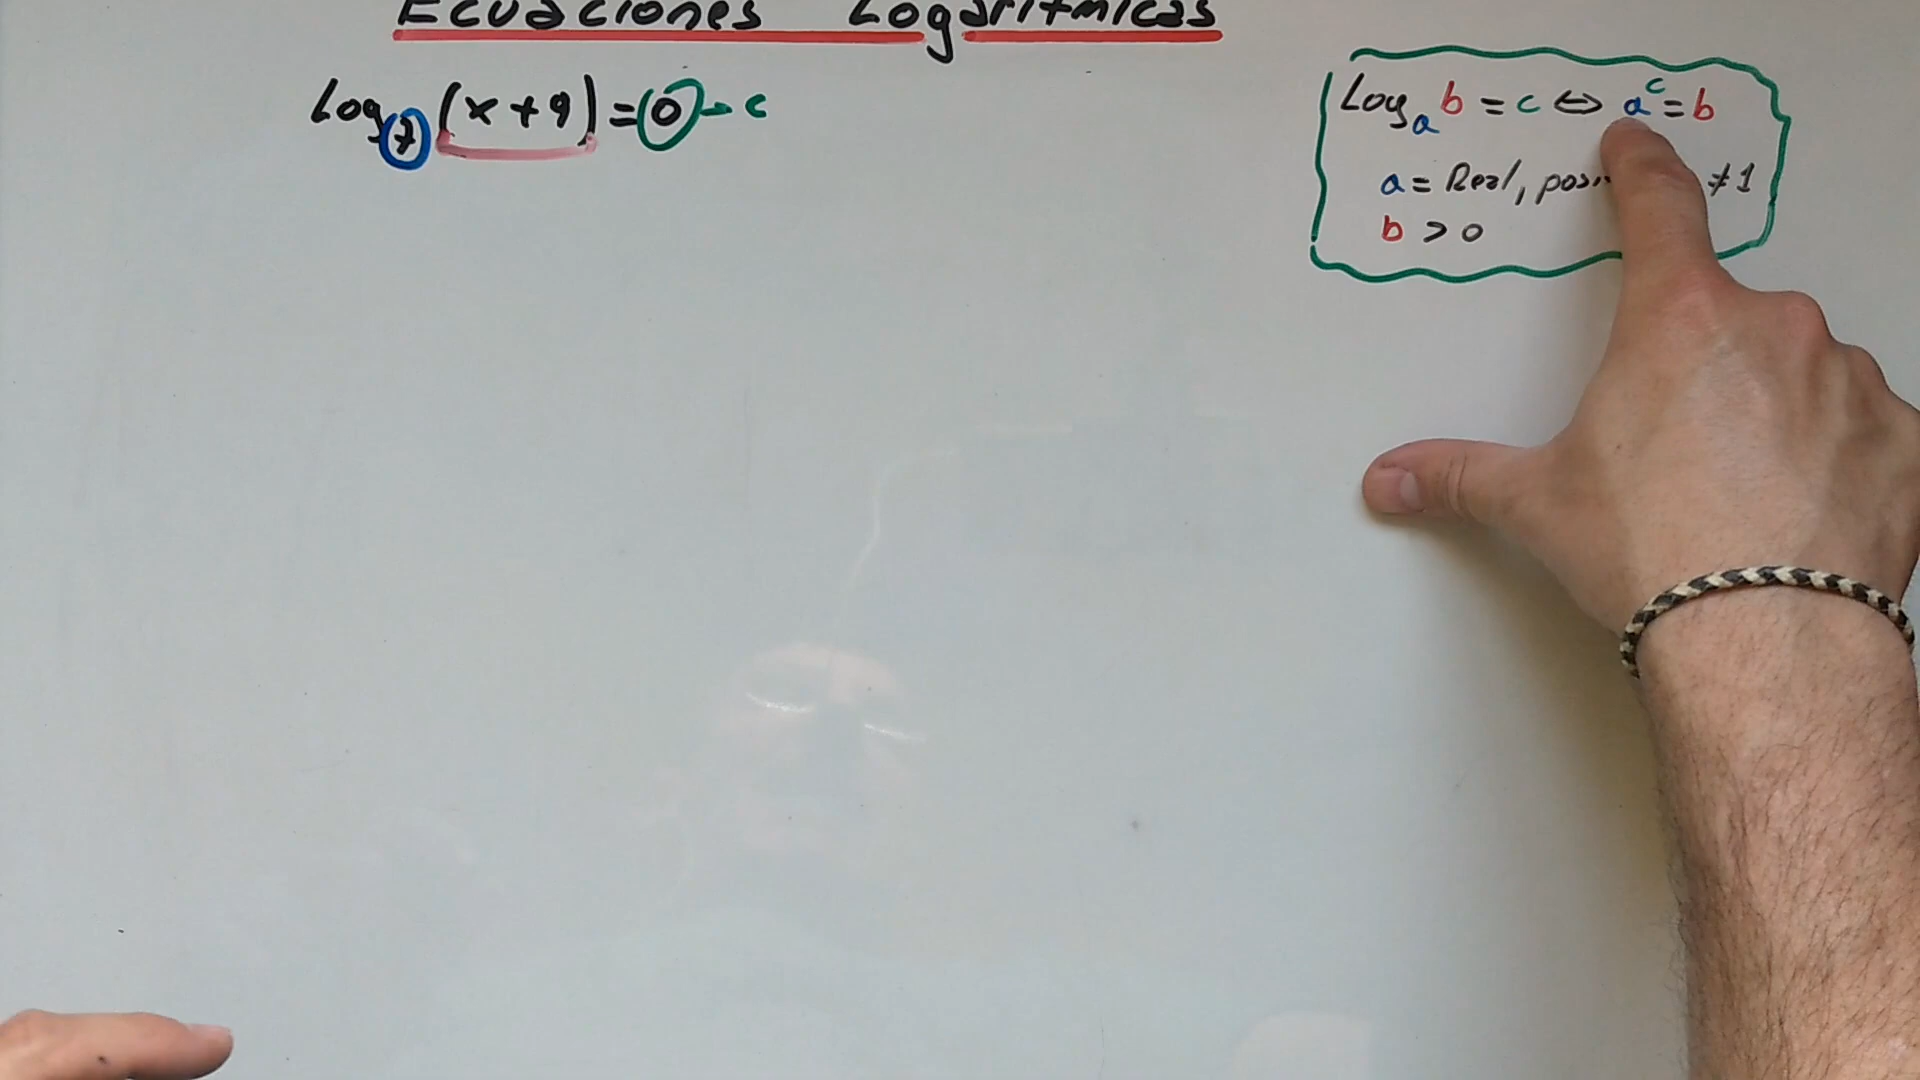 Ecuaciones Logarítmicas
Log₇ (x+9) = 0 → c
Logₐ b = c ⇔ aᶜ = b
a = Real, ≠ 1
b > 0